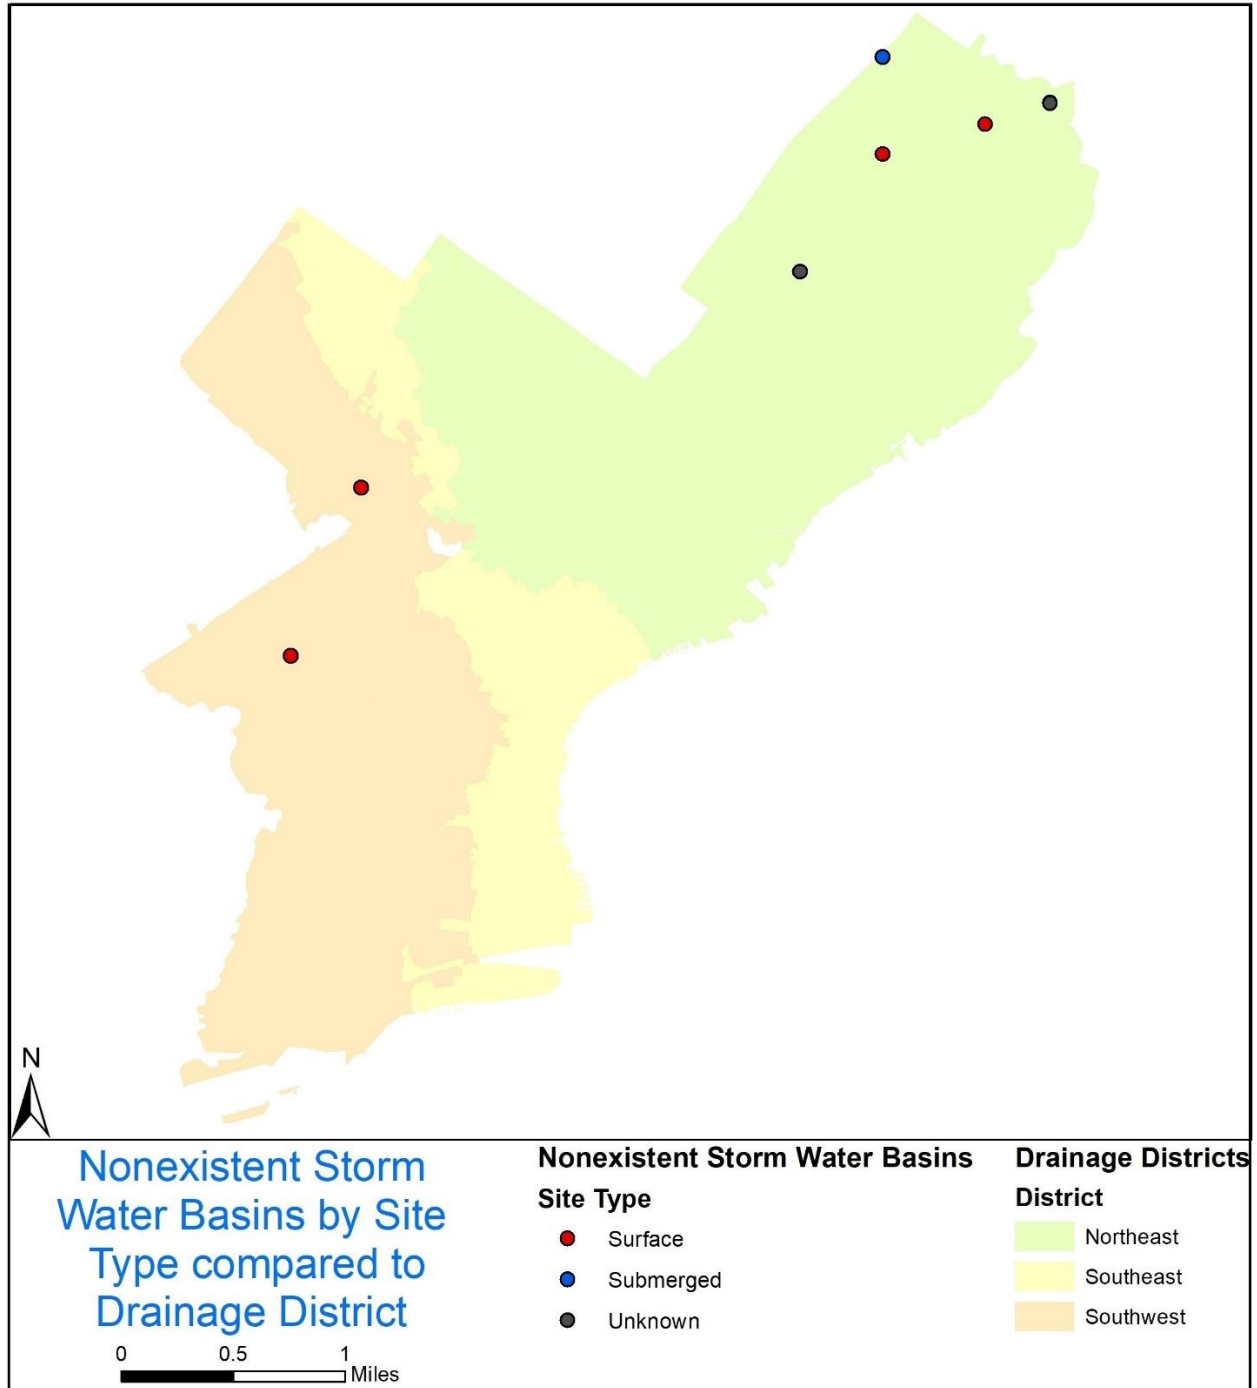 N
Nonexistent Storm
Water Basins by Site
Type compared to
Drainage District
0 0.5 1
Miles
Nonexistent Storm Water Basins
Site Type
Surface
Submerged
Unknown
Drainage Districts
District
Northeast
Southeast
Southwest